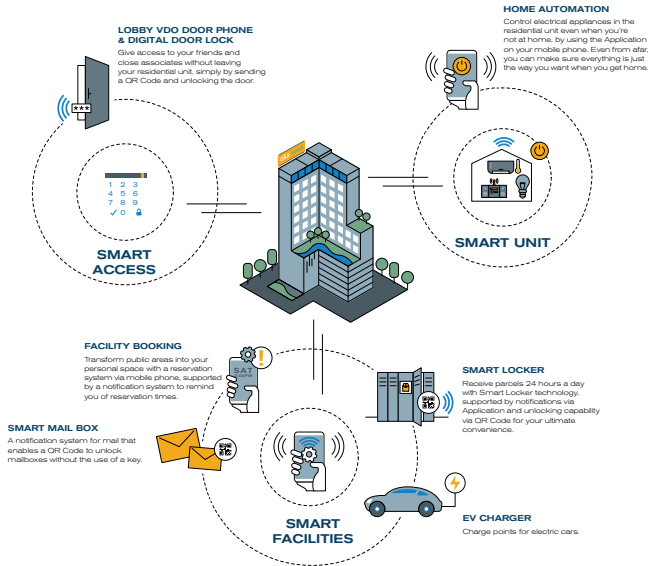 HOME AUTOMATION
Control electrical appliances in the
residential unit even when you're
not at home, by using the Application
on your mobile phone. Even from afar,
you can make sure everything is just
the way you want when you get home.
LOBBY VDO DOOR PHONE
& DIGITAL DOOR LOCK
Give access to your friends and
close associates without leaving
your residential unit, simply by sending
a QR Code and unlocking the door.
***
1 2 3
4 5 6
7 8 9
0
SMART
ACCESS
SMART UNIT
FACILITY BOOKING
Transform public areas into your
personal space with a reservation
system via mobile phone, supported
by a notification system to remind
you of reservation times.
SAT
SMART MAIL BOX
A notification system for mail that
enables a QR Code to unlock
mailboxes without the use of a key.
SMART LOCKER
Receive parcels 24 hours a day
with Smart Locker technology,
supported by notifications via
Application and unlocking capability
via QR Code for your ultimate
convenience.
SMART
FACILITIES
EV CHARGER
Charge points for electric cars.